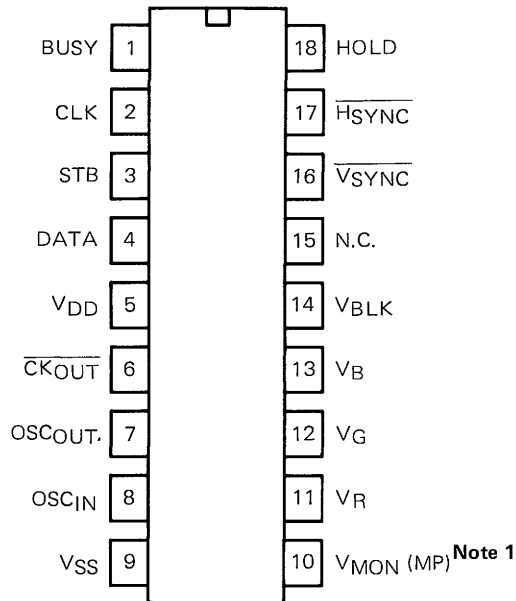 BUSY 1 18 HOLD
CLK 2 17 HSYNC
STB 3 16 VSYNC
DATA 4 15 N.C.
VDD 5 14 VBLK
CKOUT 6 13 VB
OSCOUT. 7 12 VG
OSCIN 8 11 VR
VSS 9 10 VMON (MP) Note 1